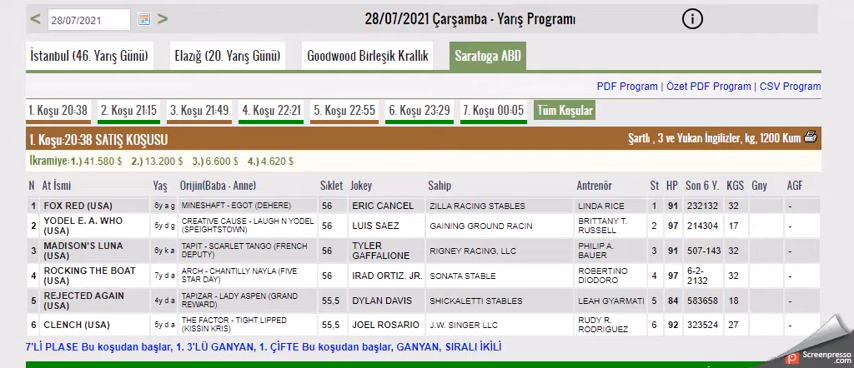 < 28/07/2021 > 28/07/2021 Çarşamba - Yarış Programı
İstanbul (46. Yarış Günü) Elazığ (20. Yarış Günü) Goodwood Birleşik Krallık Saratoga ABD
PDF Program | Özet PDF Program | CSV Program
1. Koşu 20:38 2. Koşu 21:15 3. Koşu 21:49 4. Koşu 22:21 5. Koşu 22:55 6. Koşu 23:29 7. Koşu 00:05 Tüm Koşular
1. Koşu:20:38 SATIŞ KOŞUSU Şartlı , 3 ve Yukarı İngilizler, kg, 1200 Kum
İkramiye:1.) 41.580 $ 2.) 13.200 $ 3.) 6.600 $ 4.) 4.620 $
N At İsmi Yaş Orijin(Baba - Anne) Sıklet Jokey Sahip Antrenör St HP Son 6 Y. KGS Gny AGF
1 FOX RED (USA) 6y a g MINESHAFT - EGOT (DEHERE) 56 ERIC CANCEL ZILLA RACING STABLES LINDA RICE 1 91 232132 32 -
2 YODEL E. A. WHO (USA) 5y d g CREATIVE CAUSE - LAUGH N YODEL (SPEIGHTSTOWN) 56 LUIS SAEZ GAINING GROUND RACIN BRITTANY T. RUSSELL 2 97 214304 17 -
3 MADISON'S LUNA (USA) 6y k a TAPIT - SCARLET TANGO (FRENCH DEPUTY) 56 TYLER GAFFALIONE RIGNEY RACING, LLC PHILIP A. BAUER 3 91 507-143 32 -
4 ROCKING THE BOAT (USA) 7y d a ARCH - CHANTILLY NAYLA (FIVE STAR DAY) 56 IRAD ORTIZ, JR. SONATA STABLE ROBERTINO DIODORO 4 97 6-2-2132 32 -
5 REJECTED AGAIN (USA) 4y d a TAPIZAR - LADY ASPEN (GRAND REWARD) 55,5 DYLAN DAVIS SHICKALETTI STABLES LEAH GYARMATI 5 84 583658 18 -
6 CLENCH (USA) 5y d a THE FACTOR - TIGHT LIPPED (KISSIN KRIS) 55,5 JOEL ROSARIO J.W. SINGER LLC RUDY R. RODRIGUEZ 6 92 323524 27 -
7'Lİ PLASE Bu koşudan başlar, 1. 3'LÜ GANYAN, 1. ÇİFTE Bu koşudan başlar, GANYAN, SIRALI İKİLİ
Screenpresso
.com